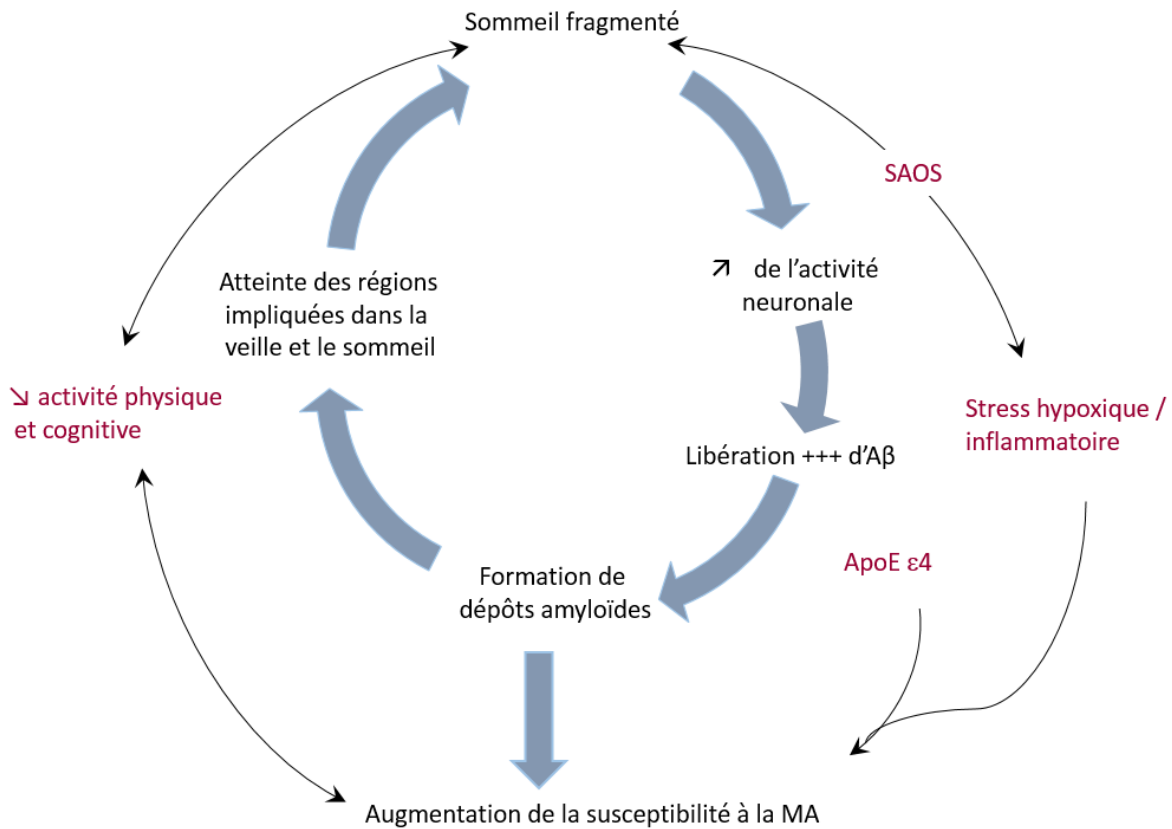 Sommeil fragmenté
SAOS
↗ de l’activité
neuronale
Atteinte des régions
impliquées dans la
veille et le sommeil
↘ activité physique
et cognitive
Stress hypoxique /
inflammatoire
Libération +++ d’Aβ
ApoE ε4
Formation de
dépôts amyloïdes
Augmentation de la susceptibilité à la MA